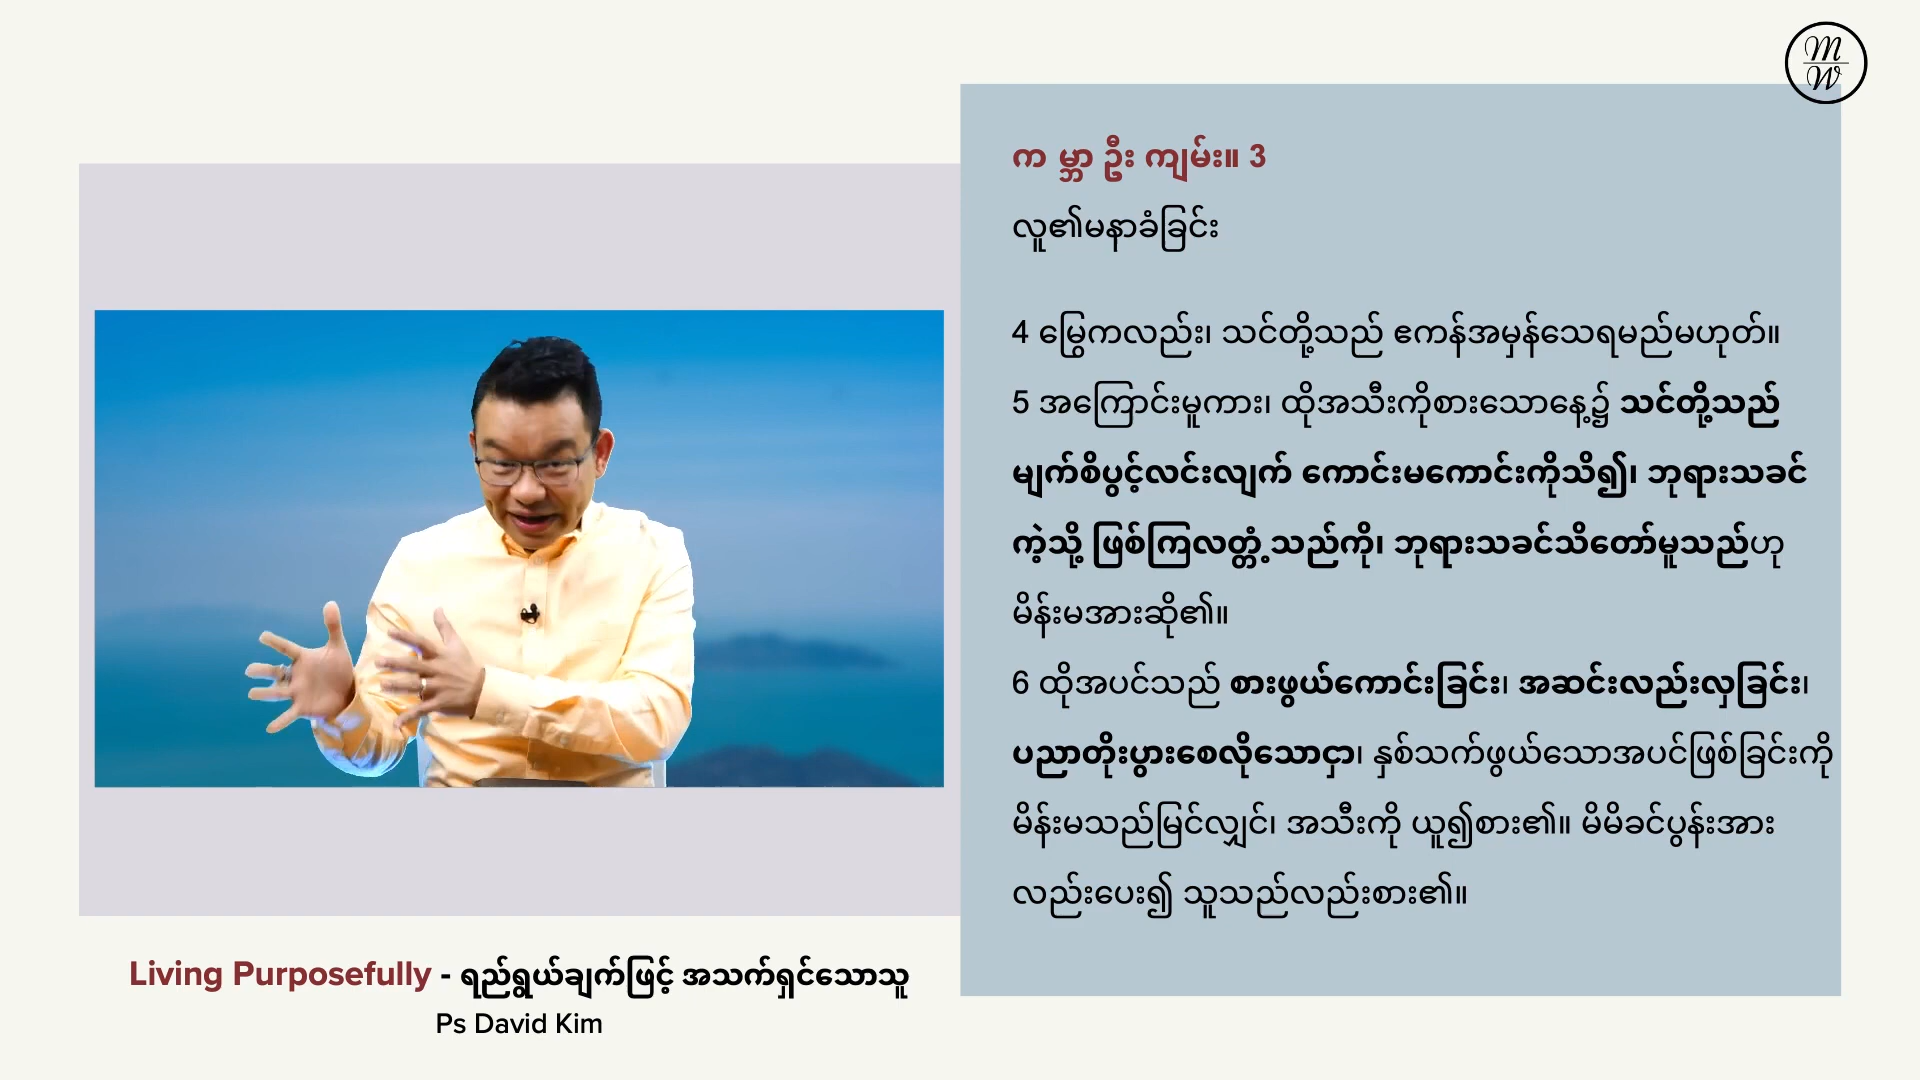 M
W
က မ္ဘာ ဦး ကျမ်း။ 3
လူ၏မနာခံခြင်း
4 မြွေကလည်း၊ သင်တို့သည် ဧကန်အမှန်သေရမည်မဟုတ်။
5 အကြောင်းမူကား၊ ထိုအသီးကိုစားသောနေ့၌ သင်တို့သည်
မျက်စိပွင့်လင်းလျက် ကောင်းမကောင်းကိုသိ၍၊ ဘုရားသခင်
ကဲ့သို့ ဖြစ်ကြလတ္တံ့သည်ကို၊ ဘုရားသခင်သိတော်မူသည်ဟု
မိန်းမအားဆို၏။
6 ထိုအပင်သည် စားဖွယ်ကောင်းခြင်း၊ အဆင်းလည်းလှခြင်း၊
ပညာတိုးပွားစေလိုသောငှာ၊ နှစ်သက်ဖွယ်သောအပင်ဖြစ်ခြင်းကို
မိန်းမသည်မြင်လျှင်၊ အသီးကို ယူ၍စား၏။ မိမိခင်ပွန်းအား
လည်းပေး၍ သူသည်လည်းစား၏။
Living Purposefully - ရည်ရွယ်ချက်ဖြင့် အသက်ရှင်သောသူ
Ps David Kim